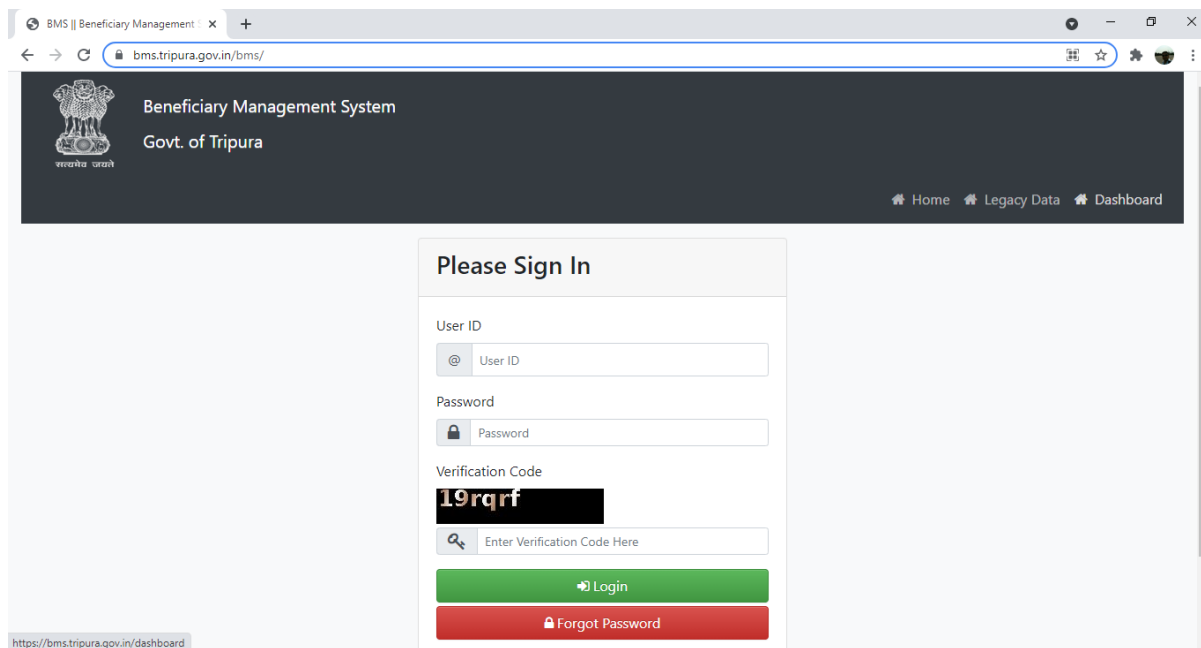 BMS || Beneficiary Management S
bms.tripura.gov.in/bms/
Beneficiary Management System
Govt. of Tripura
सत्यमेव जयते
Home Legacy Data Dashboard
Please Sign In
User ID
@ User ID
Password
Password
Verification Code
19rqrf
Enter Verification Code Here
Login
Forgot Password
https://bms.tripura.gov.in/dashboard